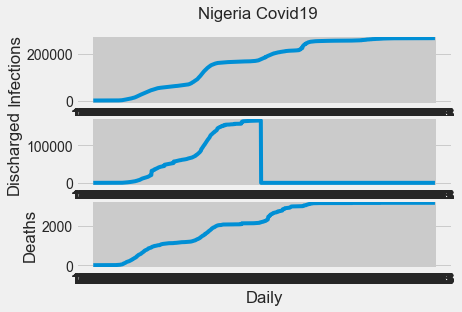 Nigeria Covid19
Infections
200000
0
Discharged
100000
0
Deaths
2000
0
Daily